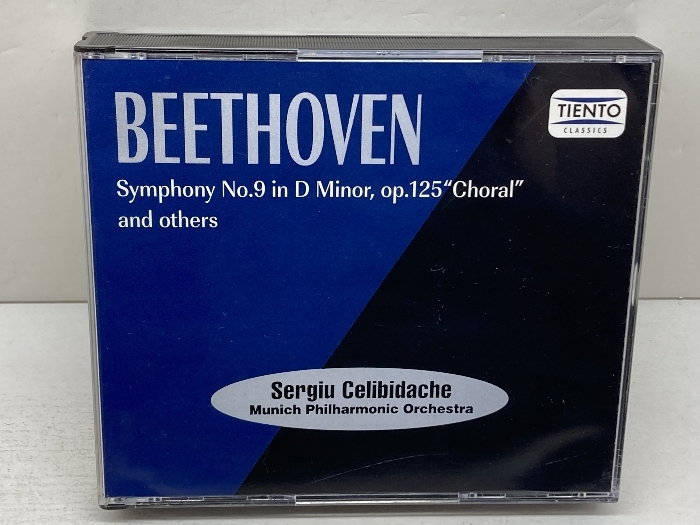 BEETHOVEN
TIENTO
CLASSICS
Symphony No.9 in D Minor, op.125“Choral”
and others
Sergiu Celibidache
Munich Philharmonic Orchestra